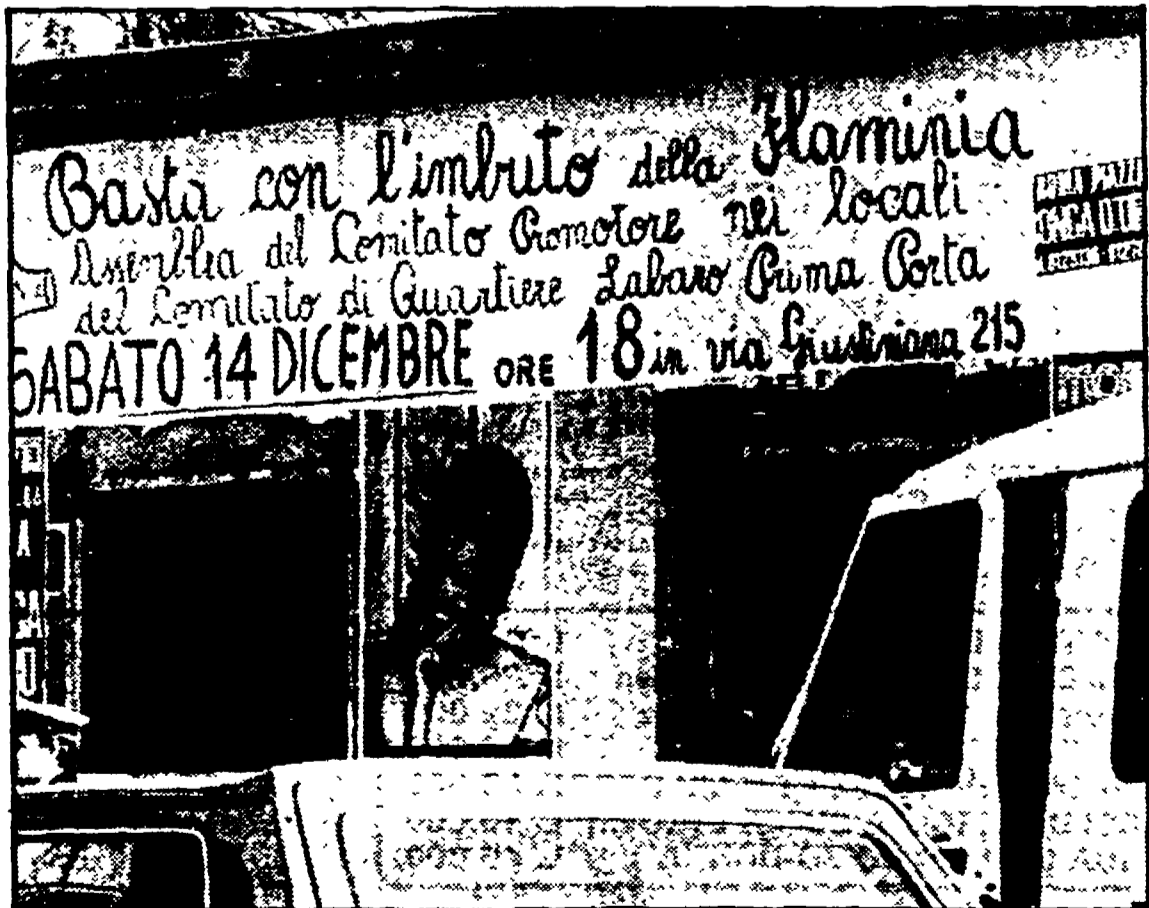 Basta con l'imbuto della Flaminia
Assemblea del Comitato Promotore nei locali
del Comitato di Quartiere Labaro Prima Porta
SABATO 14 DICEMBRE ORE 18 in via Giustiniana 215